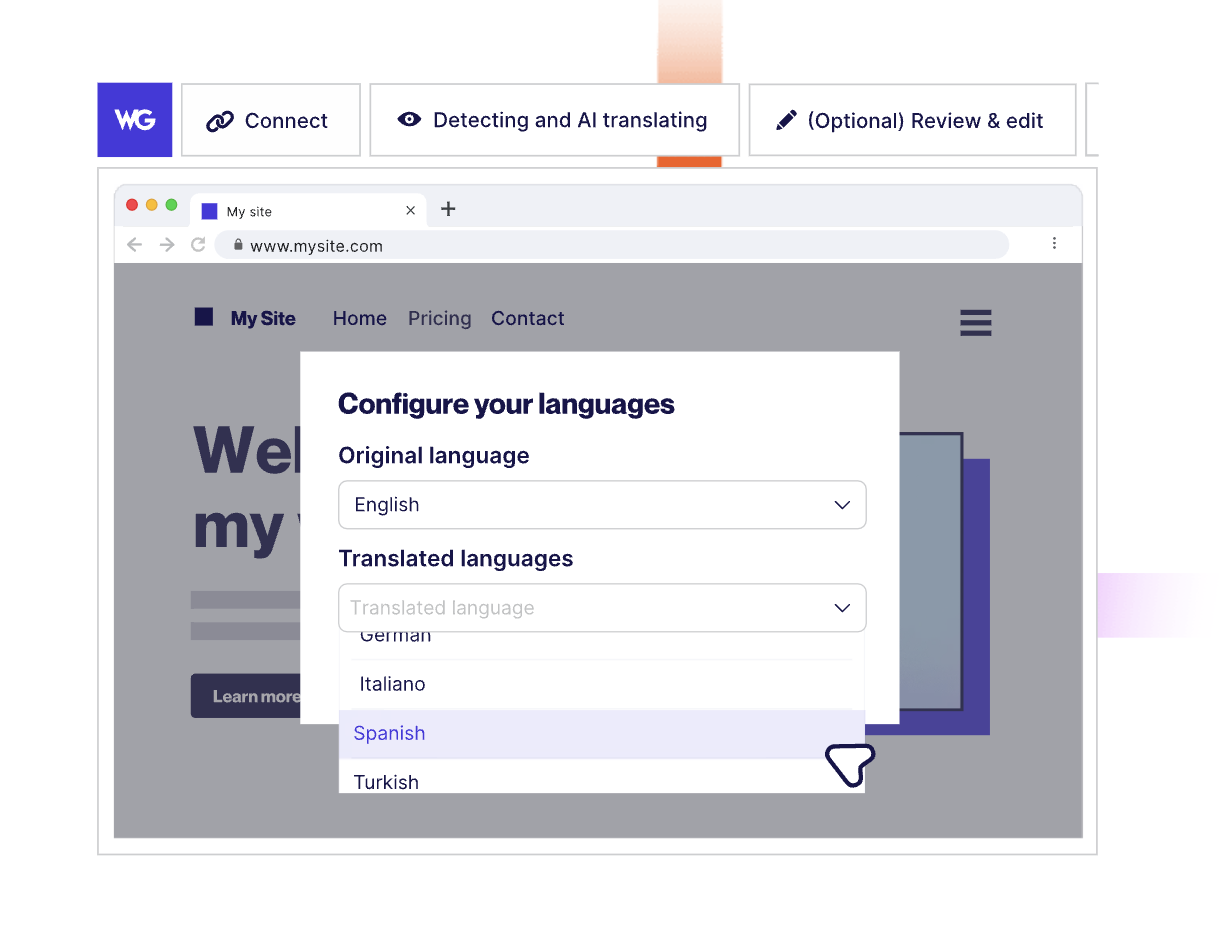 WG
Connect
Detecting and AI translating
(Optional) Review & edit
My site
www.mysite.com
My Site
Home
Pricing
Contact
Configure your languages
Original language
English
Translated languages
Translated language
German
Italiano
Spanish
Turkish
Wel
my
Learn more